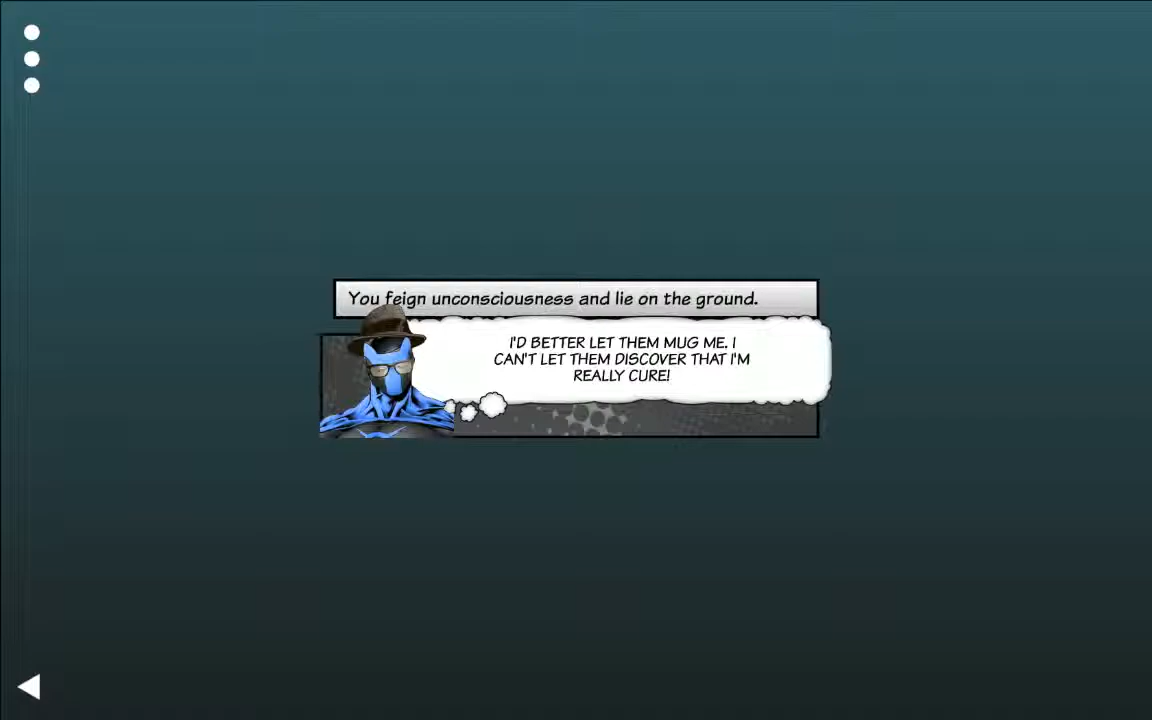 You feign unconsciousness and lie on the ground.
I'D BETTER LET THEM MUG ME. I
CAN'T LET THEM DISCOVER THAT I'M
REALLY CURE!